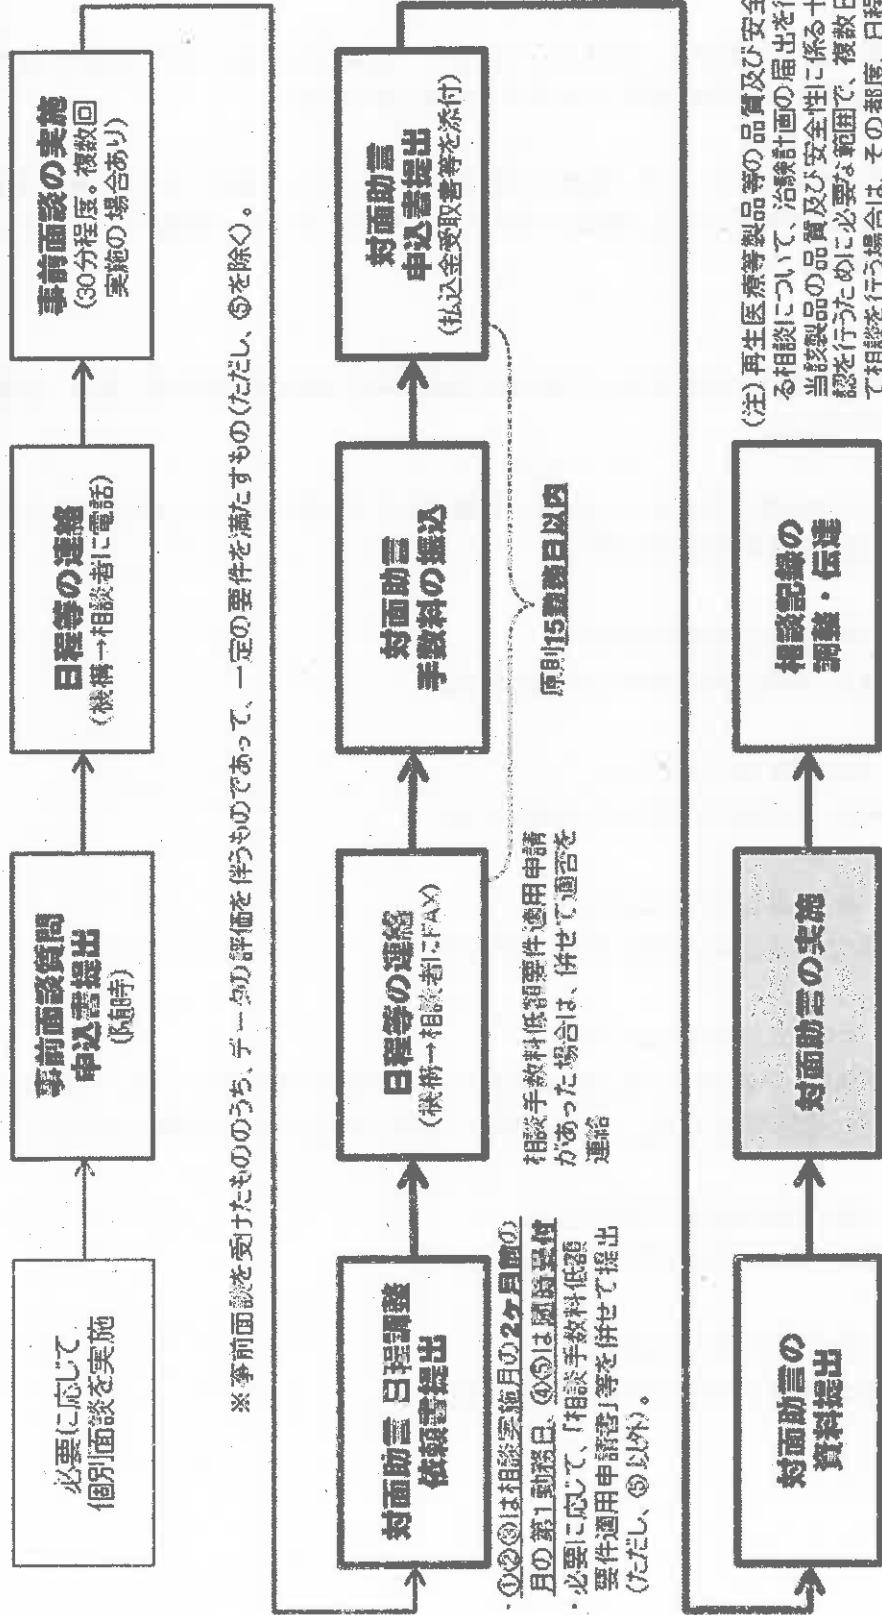 必要に応じて
個別面談を実施
事前面談質問
申込書提出
(随時)
日程等の連絡
(機構→相談者に電話)
事前面談の実施
(30分程度。複数回
実施の場合あり)
※事前面談を受けたもののうち、データの評価を伴うものであって、一定の要件を満たすもの(ただし、⑤を除く)。
対面助言 日程調整
依頼書提出
・①②③は相談実施月の2ヶ月前の
月の第1勤務日、④⑤は随時受付
・必要に応じて、「相談手数料低額
要件適用申請書」等を併せて提出
(ただし、⑤以外)。
日程等の連絡
(機構→相談者にFAX)
相談手数料低額要件適用申請
があった場合は、併せて適否を
連絡
対面助言
手数料の振込
原則15勤務日以内
対面助言
申込書提出
(払込金受取書等を添付)
対面助言の
資料提出
対面助言の実施
相談記録の
調整・伝達
(注)再生医療等製品等の品質及び安全
る相談について、治験計画の届出を行
当該製品の品質及び安全性に係る十
認を行うために必要な範囲で、複数日
て相談を行う場合は、その都度、日程